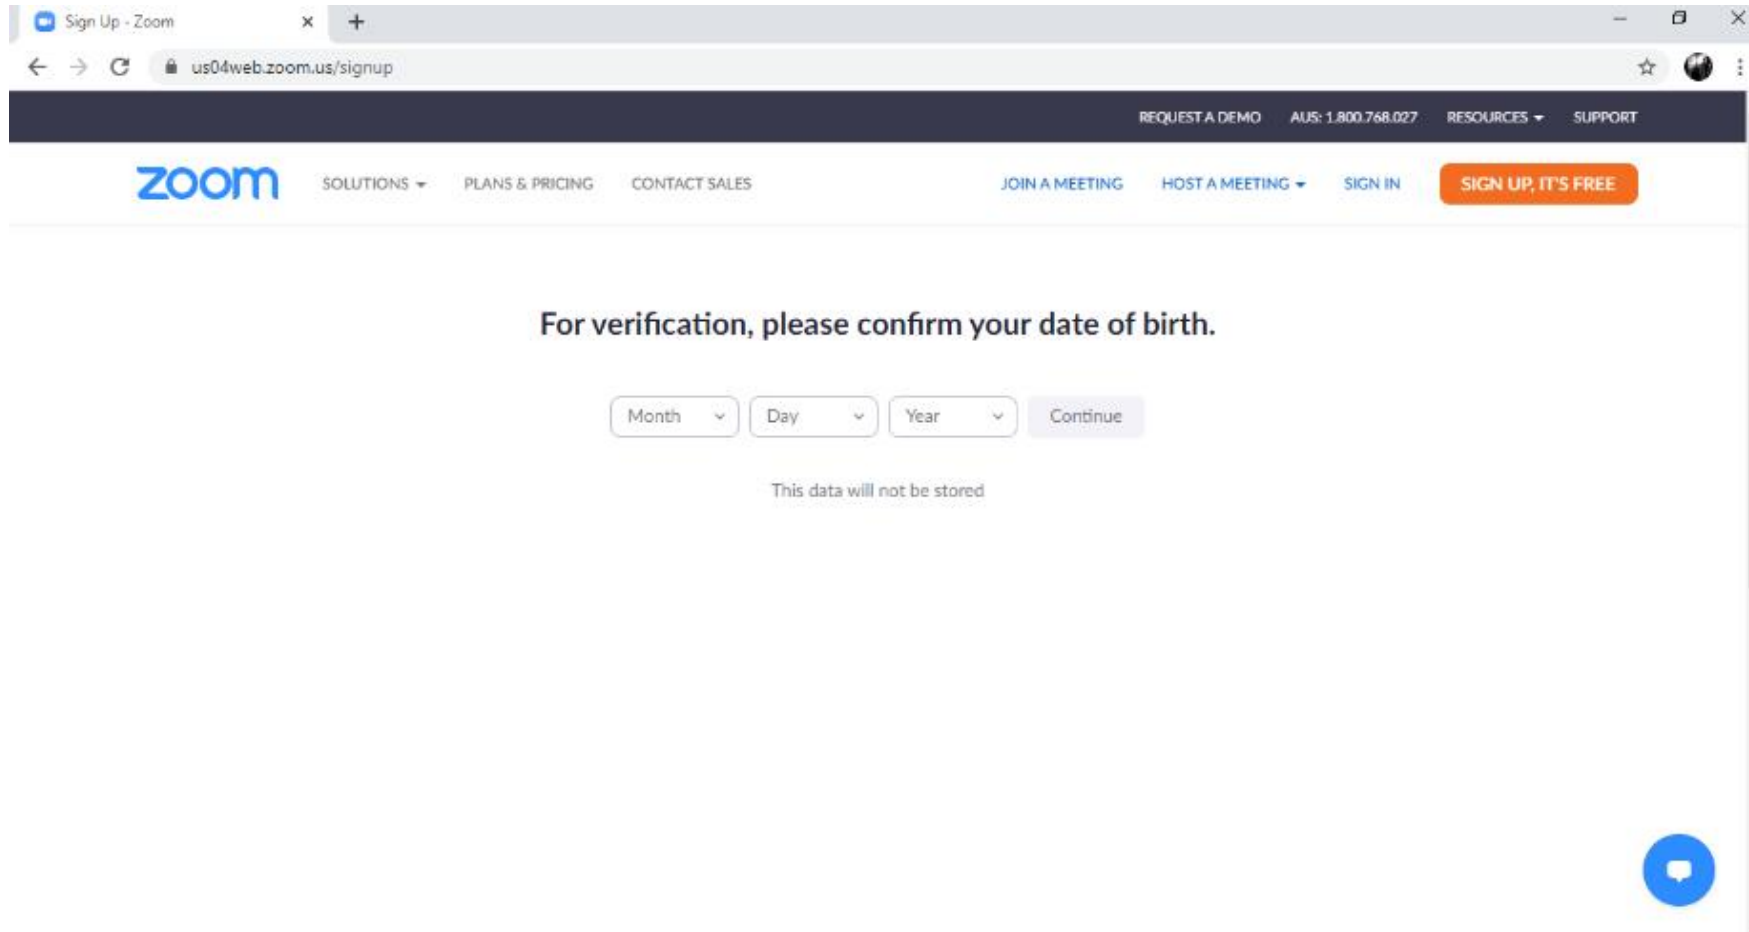 Sign Up - Zoom
us04web.zoom.us/signup
REQUEST A DEMO AUS: 1.800.768.027 RESOURCES SUPPORT
zoom SOLUTIONS PLANS & PRICING CONTACT SALES JOIN A MEETING HOST A MEETING SIGN IN SIGN UP, IT'S FREE
For verification, please confirm your date of birth.
Month Day Year Continue
This data will not be stored